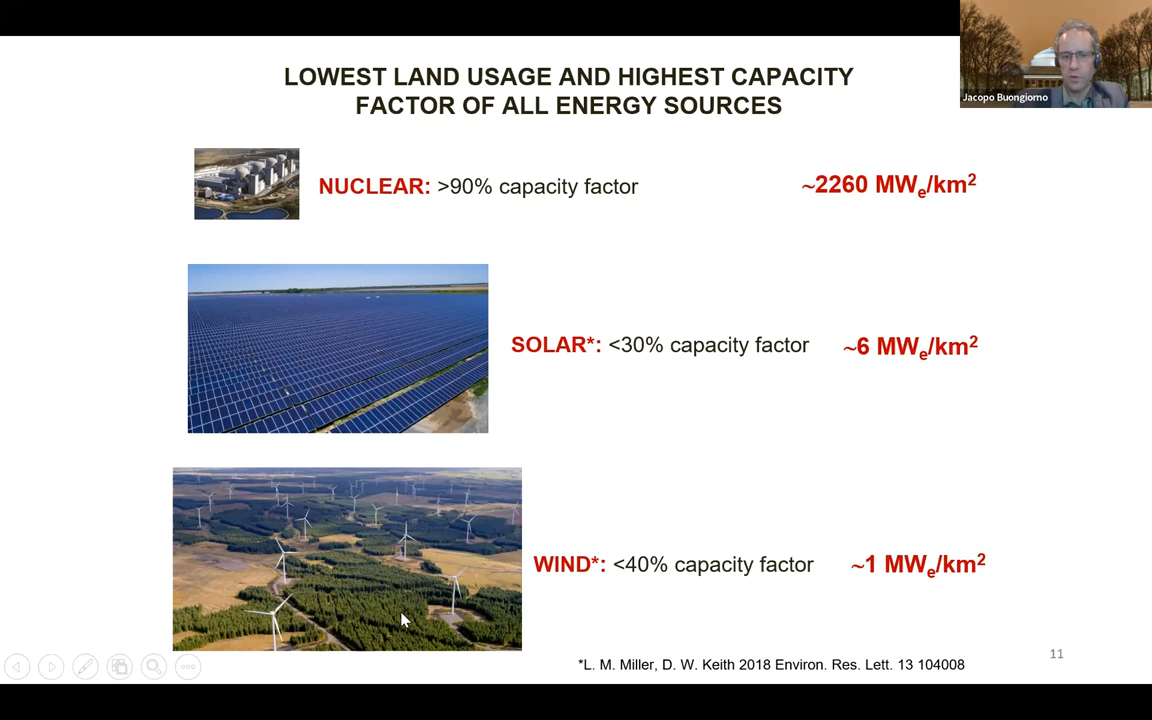 LOWEST LAND USAGE AND HIGHEST CAPACITY
FACTOR OF ALL ENERGY SOURCES
Jacopo Buongiorno
NUCLEAR: >90% capacity factor ~2260 MWe/km2
SOLAR*: <30% capacity factor ~6 MWe/km2
WIND*: <40% capacity factor ~1 MWe/km2
*L. M. Miller, D. W. Keith 2018 Environ. Res. Lett. 13 104008
11